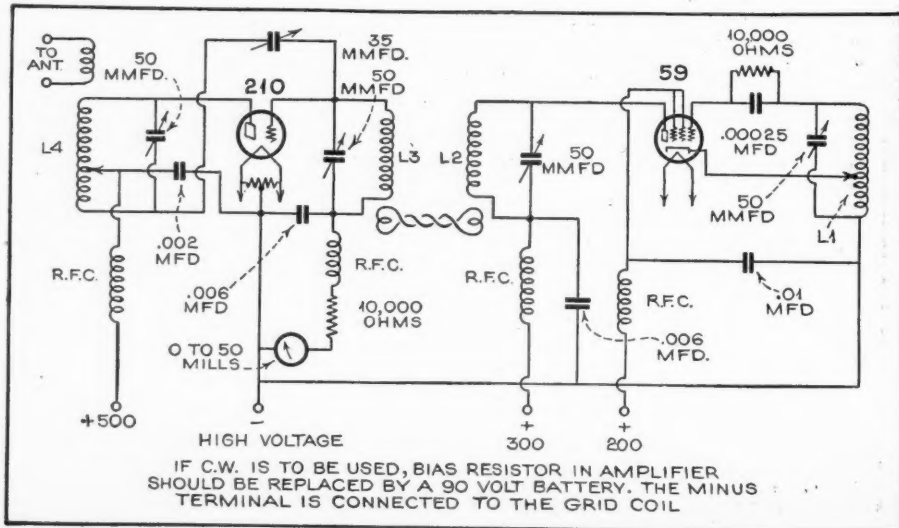 TO
ANT.
50
MMFD.
210
35
MMFD.
50
MMFD
L4
L3
.002
MFD
R.F.C.
.006
MFD
R.F.C.
10,000
OHMS
0 TO 50
MILLS
+500
-
HIGH VOLTAGE
L2
50
MMFD
59
10,000
OHMS
.00025
MFD
50
MMFD
L1
R.F.C.
R.F.C.
.01
MFD
.006
MFD.
+
300
+
200
IF C.W. IS TO BE USED, BIAS RESISTOR IN AMPLIFIER
SHOULD BE REPLACED BY A 90 VOLT BATTERY. THE MINUS
TERMINAL IS CONNECTED TO THE GRID COIL